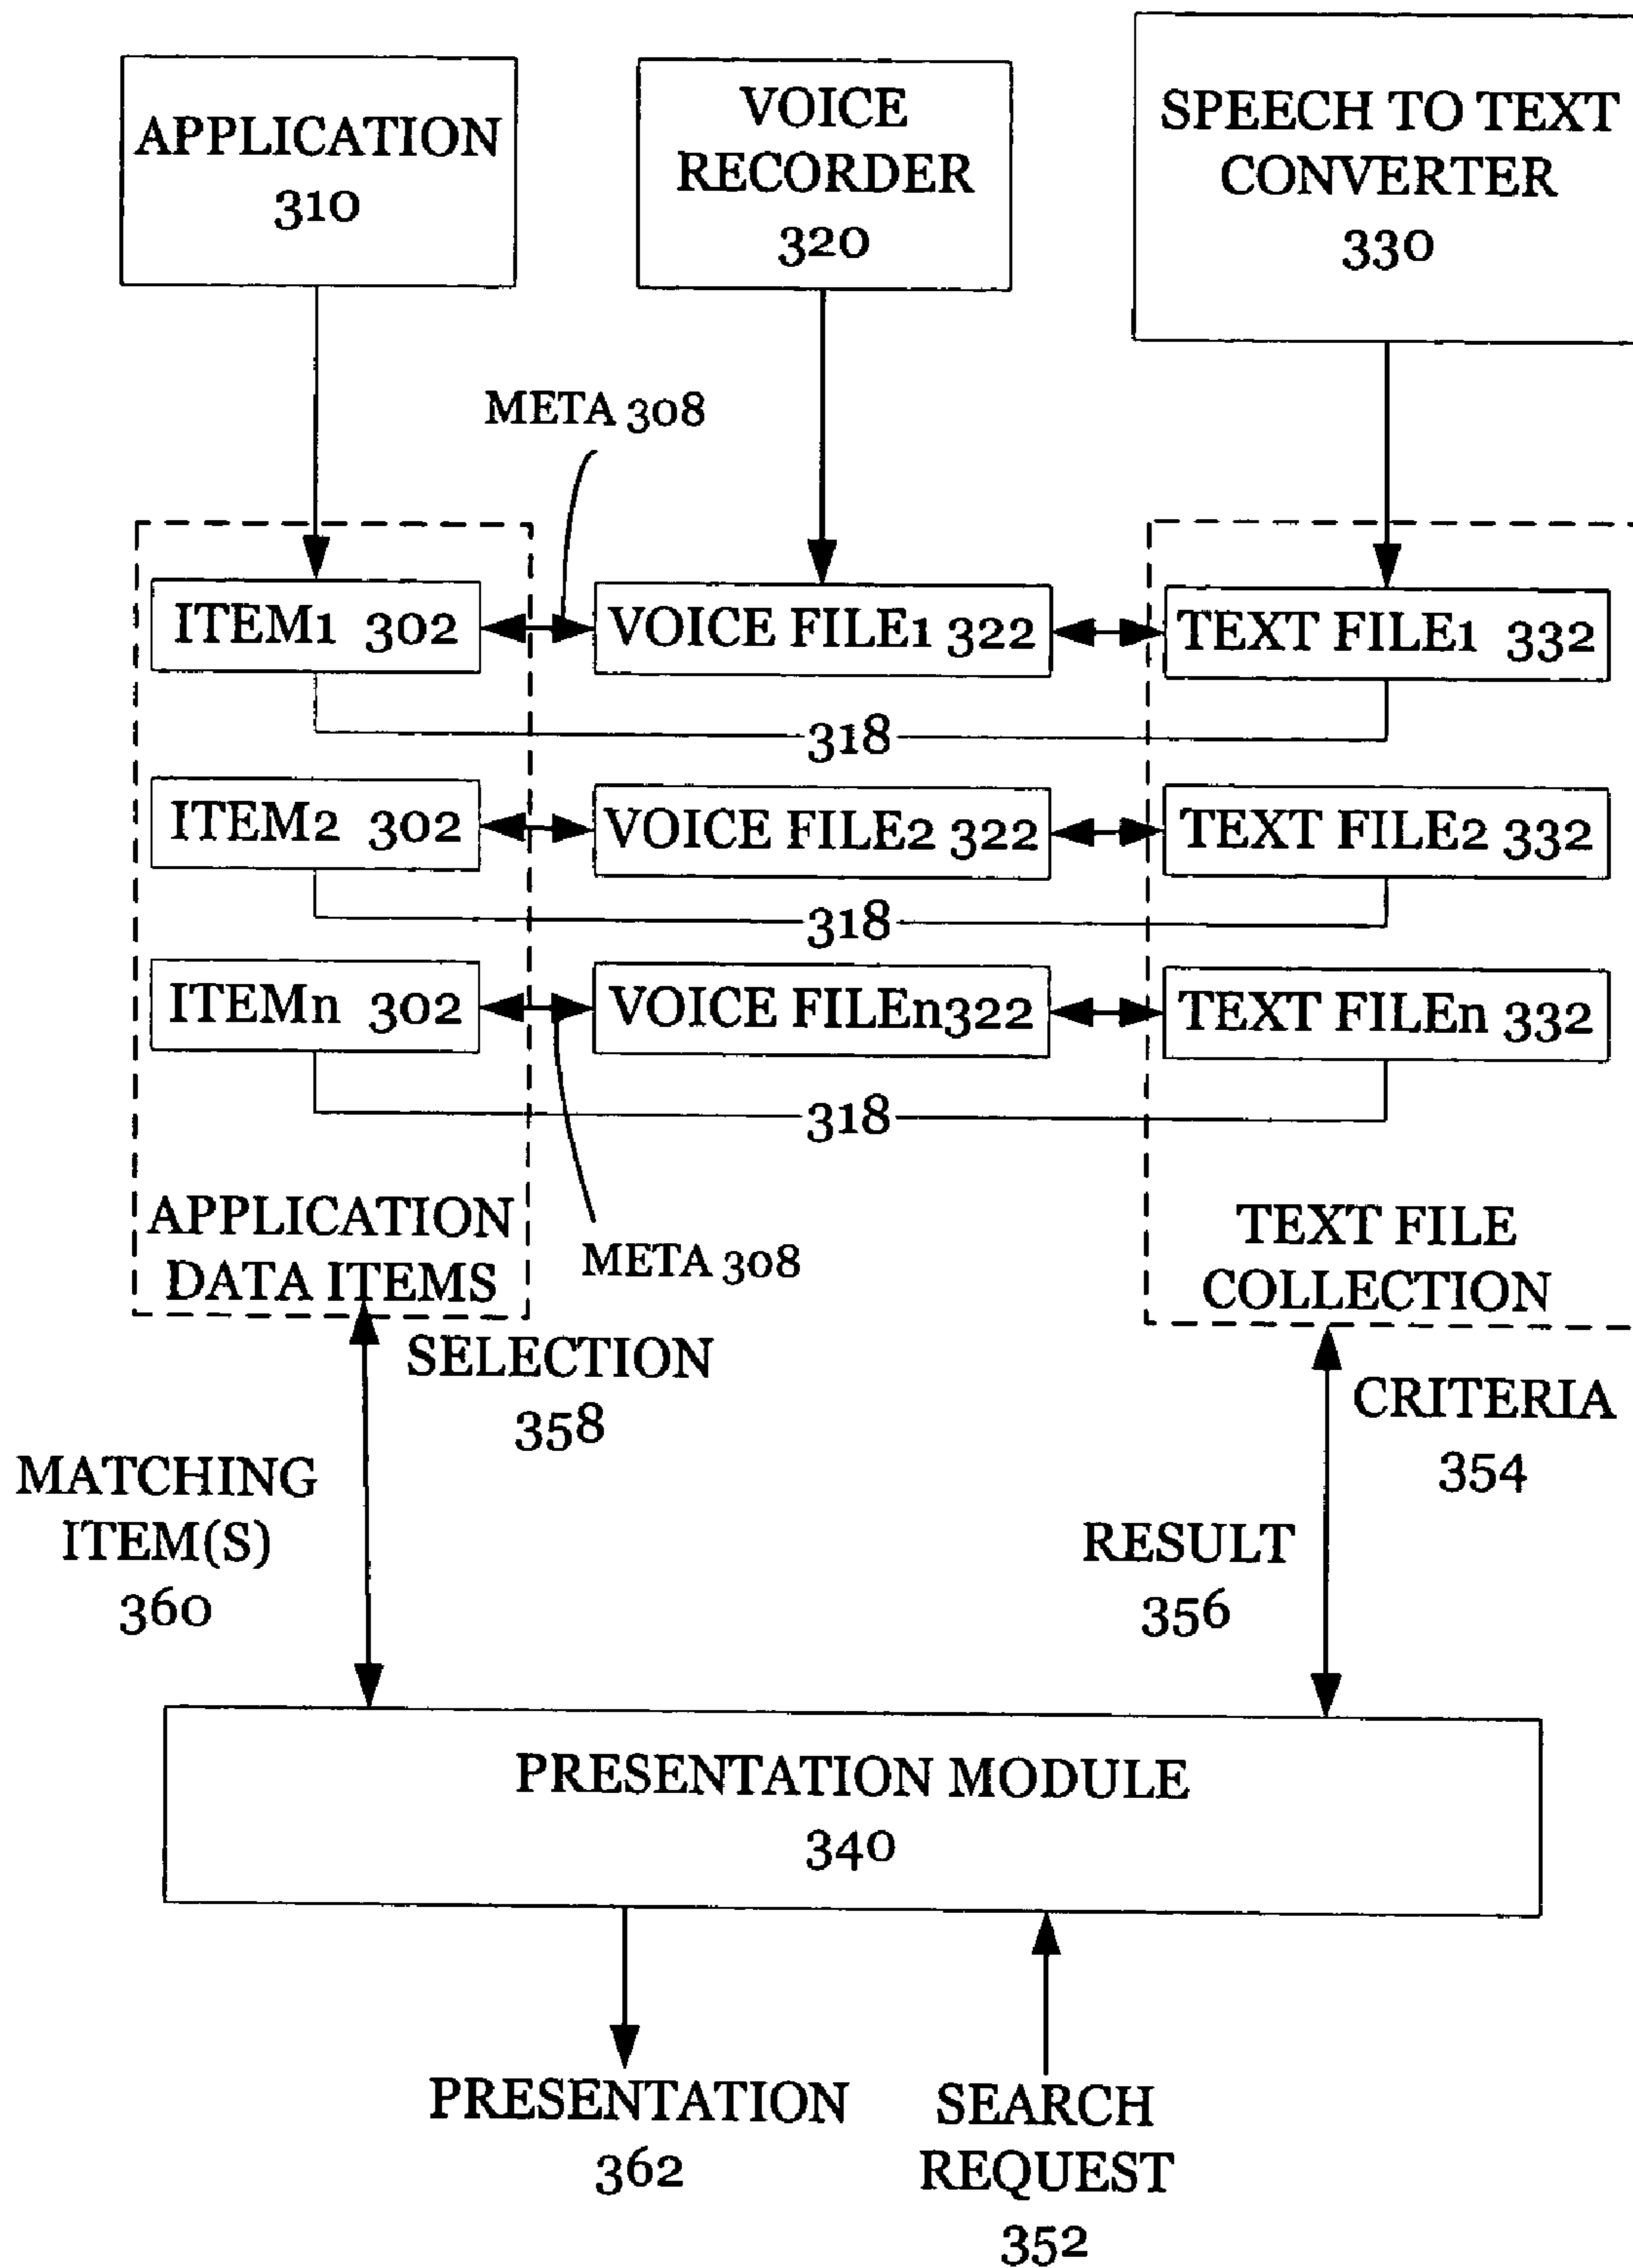 APPLICATION
310
VOICE
RECORDER
320
SPEECH TO TEXT
CONVERTER
330
META 308
ITEM1 302
VOICE FILE1 322
TEXT FILE1 332
318
ITEM2 302
VOICE FILE2 322
TEXT FILE2 332
318
ITEMn 302
VOICE FILEn322
TEXT FILEn 332
318
APPLICATION
DATA ITEMS
META 308
TEXT FILE
COLLECTION
SELECTION
358
CRITERIA
354
MATCHING
ITEM(S)
360
RESULT
356
PRESENTATION MODULE
340
PRESENTATION
362
SEARCH
REQUEST
352